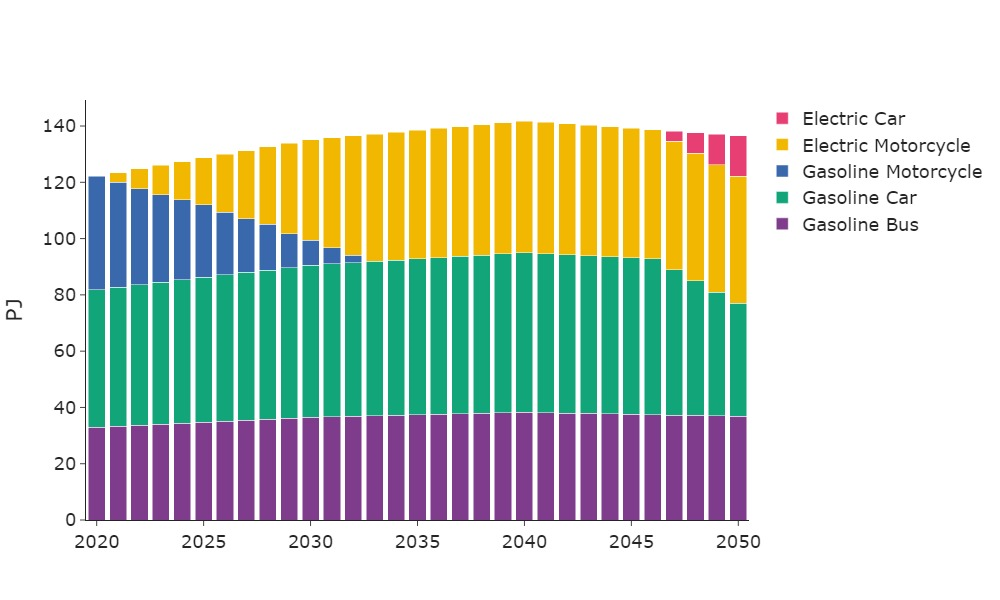 Electric Car
Electric Motorcycle
Gasoline Motorcycle
Gasoline Car
Gasoline Bus
PJ
140
120
100
80
60
40
20
0
2020 2025 2030 2035 2040 2045 2050